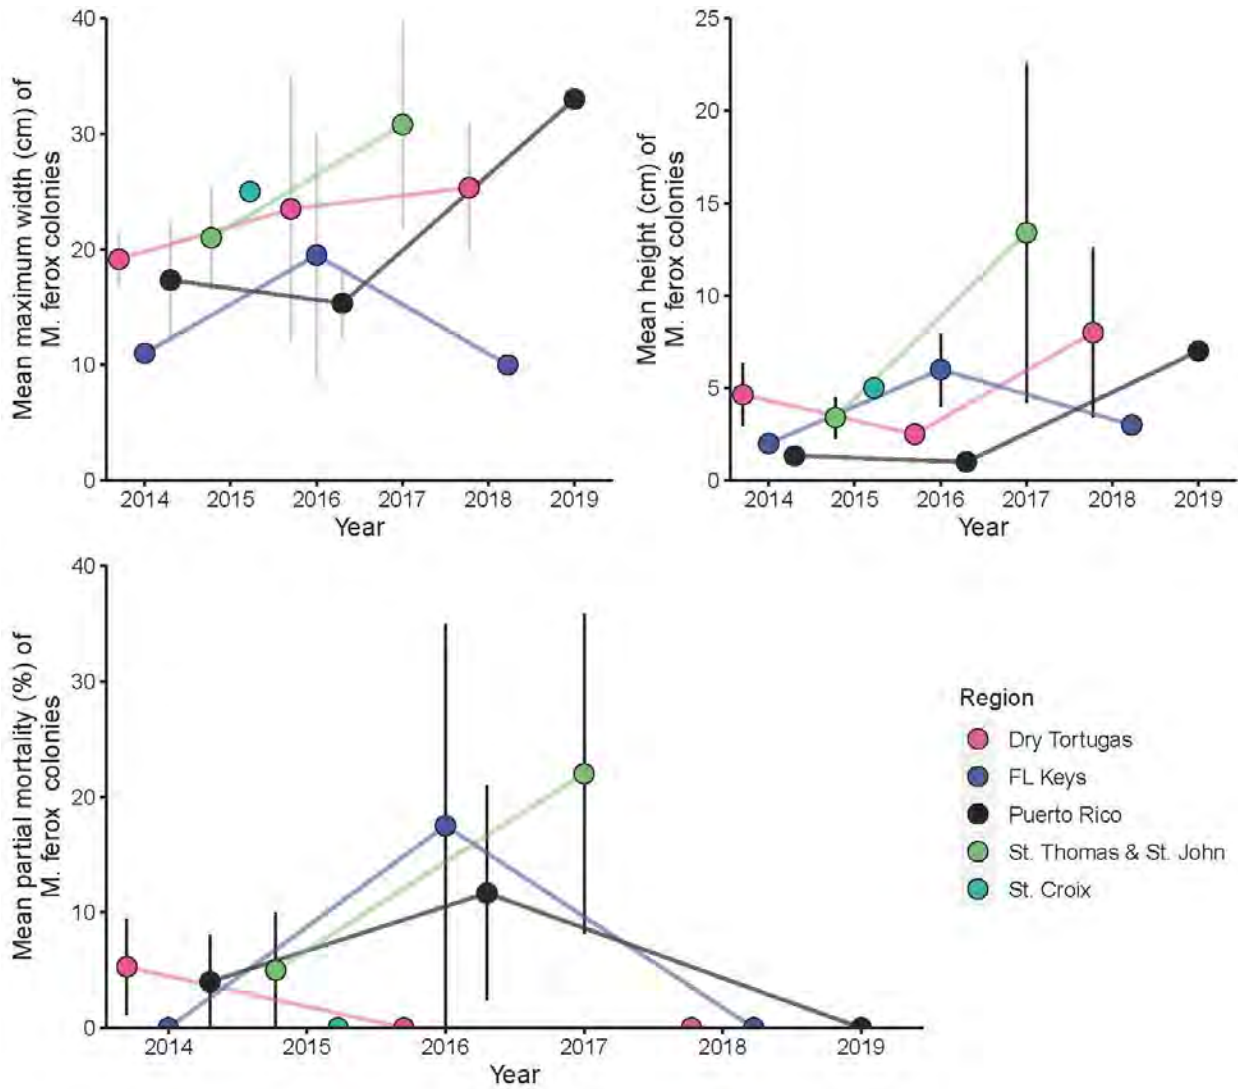 Mean maximum width (cm) of
M. ferox colonies
40
30
20
10
0
2014 2015 2016 2017 2018 2019
Year
Mean height (cm) of
M. ferox colonies
25
20
15
10
5
0
2014 2015 2016 2017 2018 2019
Year
Mean partial mortality (%) of
M. ferox colonies
40
30
20
10
0
2014 2015 2016 2017 2018 2019
Year
Region
Dry Tortugas
FL Keys
Puerto Rico
St. Thomas & St. John
St. Croix